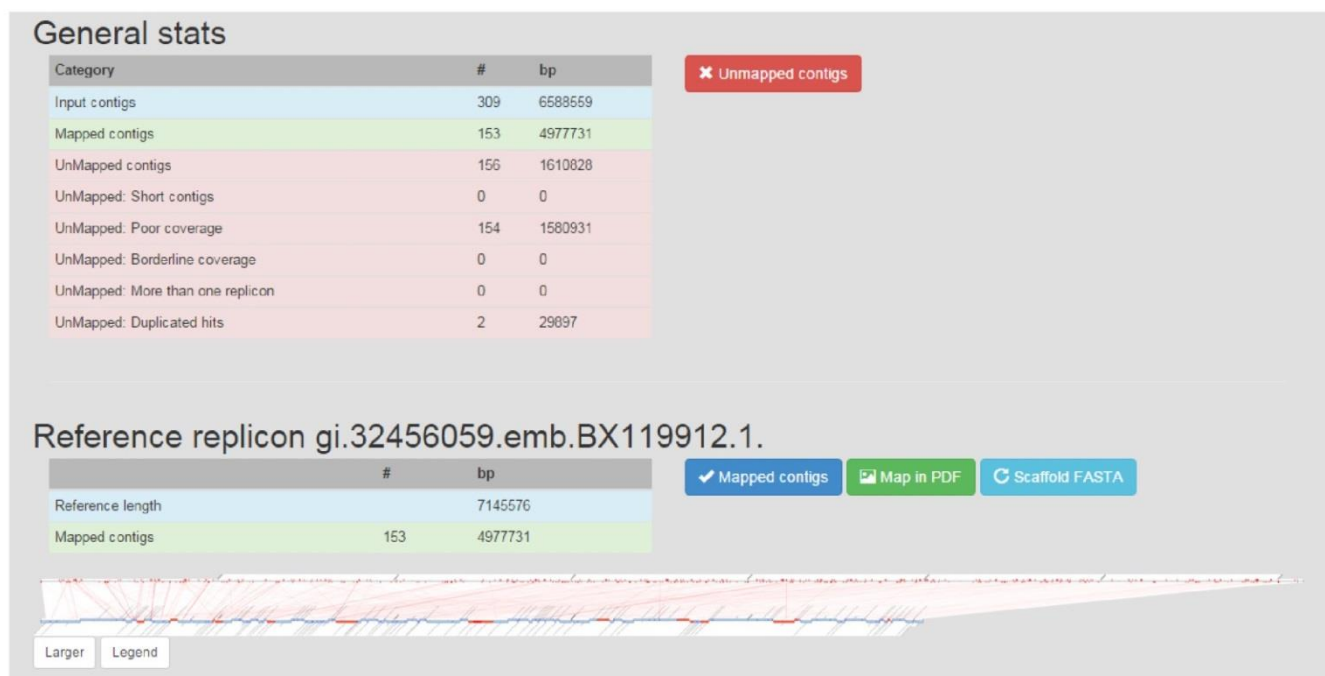 General stats
Category # bp
✖ Unmapped contigs
Input contigs 309 6588559
Mapped contigs 153 4977731
UnMapped contigs 156 1610828
UnMapped: Short contigs 0 0
UnMapped: Poor coverage 154 1580931
UnMapped: Borderline coverage 0 0
UnMapped: More than one replicon 0 0
UnMapped: Duplicated hits 2 29897
Reference replicon gi.32456059.emb.BX119912.1.
# bp
✔ Mapped contigs Map in PDF Scaffold FASTA
Reference length 7145576
Mapped contigs 153 4977731
Larger Legend